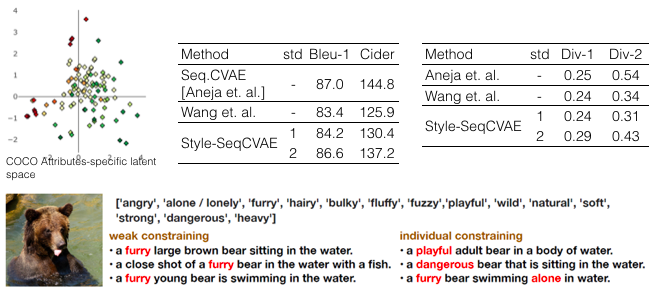 4
3
2
1
0
−1
−2
−2 0 2 4
COCO Attributes-specific latent
space
Method std Bleu-1 Cider
Seq.CVAE
[Aneja et. al.] - 87.0 144.8
Wang et. al. - 83.4 125.9
Style-SeqCVAE 1 84.2 130.4
2 86.6 137.2
Method std Div-1 Div-2
Aneja et. al. - 0.25 0.54
Wang et. al. - 0.24 0.34
Style-SeqCVAE 1 0.24 0.31
2 0.29 0.43
['angry', 'alone / lonely', 'furry', 'hairy', 'bulky', 'fluffy', 'fuzzy','playful', 'wild', 'natural', 'soft',
'strong', 'dangerous', 'heavy']
weak constraining
• a furry large brown bear sitting in the water.
• a close shot of a furry bear in the water with a fish.
• a furry young bear is swimming in the water.
individual constraining
• a playful adult bear in a body of water.
• a dangerous bear that is sitting in the water.
• a furry bear swimming alone in water.